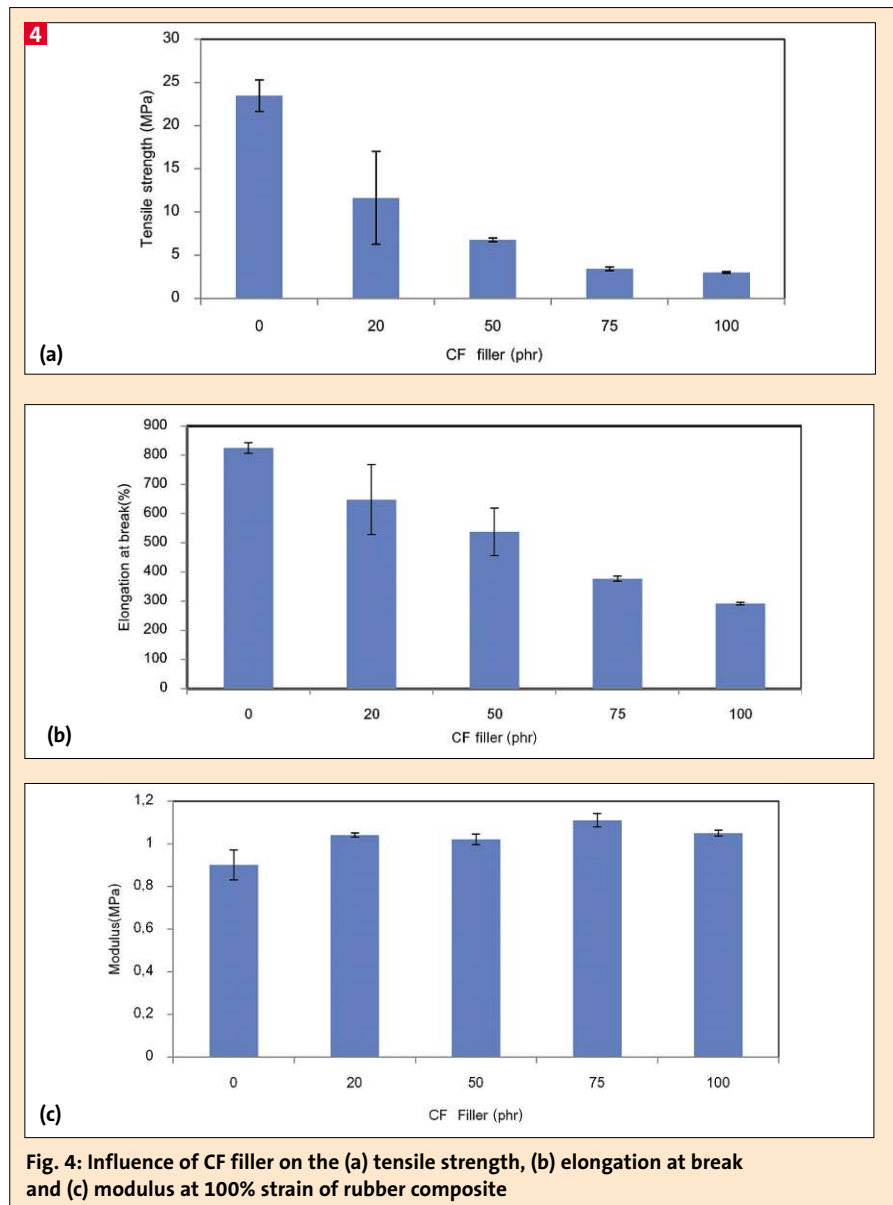 4
30
25
20
15
10
5
0
Tensile strength (MPa)
0 20 50 75 100
CF filler (phr)
(a)
900
800
700
600
500
400
300
200
100
0
Elongation at break(%)
0 20 50 75 100
CF filler (phr)
(b)
1,2
1
0,8
0,6
0,4
0,2
0
Modulus(MPa)
0 20 50 75 100
CF Filler (phr)
(c)
Fig. 4: Influence of CF filler on the (a) tensile strength, (b) elongation at break
and (c) modulus at 100% strain of rubber composite